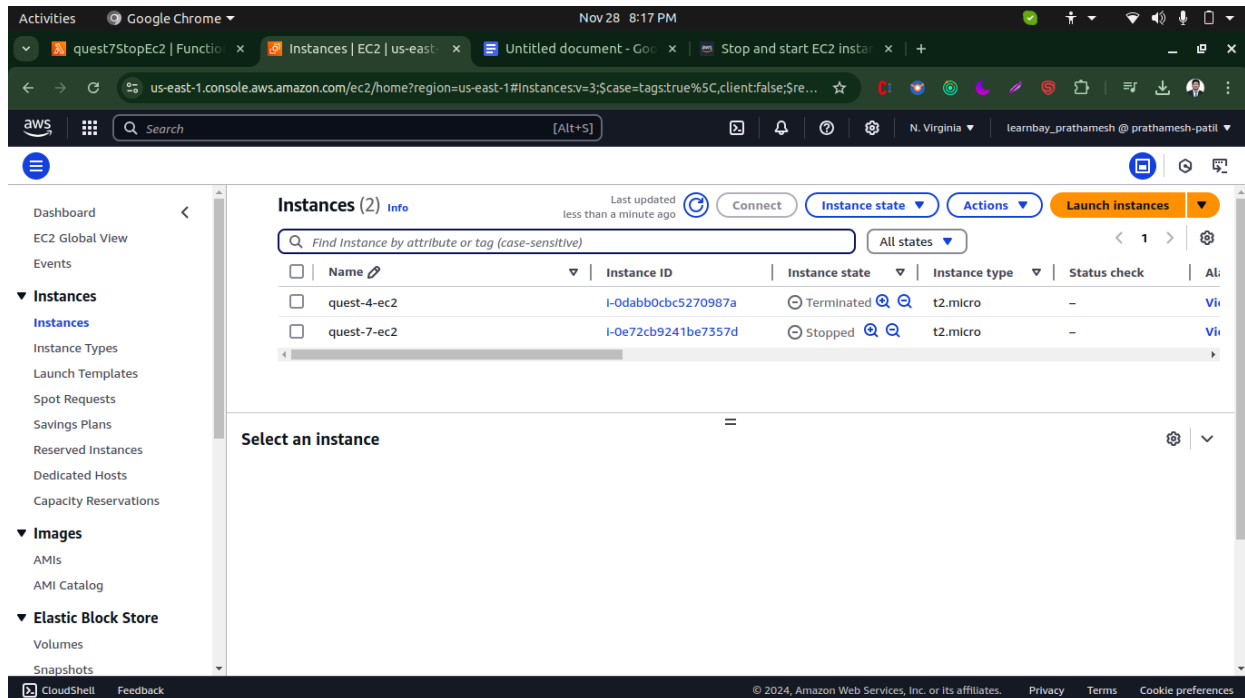 Activities Google Chrome Nov 28 8:17 PM
quest7StopEc2 | Function Instances | EC2 | us-east- Untitled document - Goo Stop and start EC2 instan
us-east-1.console.aws.amazon.com/ec2/home?region=us-east-1#Instances:v=3;$case=tags:true%5C,client:false;$re...
aws Search [Alt+S] N. Virginia learnbay_prathamesh @ prathamesh-patil
Dashboard
EC2 Global View
Events
Instances
Instances
Instance Types
Launch Templates
Spot Requests
Savings Plans
Reserved Instances
Dedicated Hosts
Capacity Reservations
Images
AMIs
AMI Catalog
Elastic Block Store
Volumes
Snapshots
Instances (2) Info Last updated less than a minute ago Connect Instance state Actions Launch instances
Find Instance by attribute or tag (case-sensitive) All states 1
Name Instance ID Instance state Instance type Status check Ala
quest-4-ec2 i-0dabb0cbc5270987a Terminated t2.micro – Vie
quest-7-ec2 i-0e72cb9241be7357d Stopped t2.micro – Vie
Select an instance
CloudShell Feedback © 2024, Amazon Web Services, Inc. or its affiliates. Privacy Terms Cookie preferences